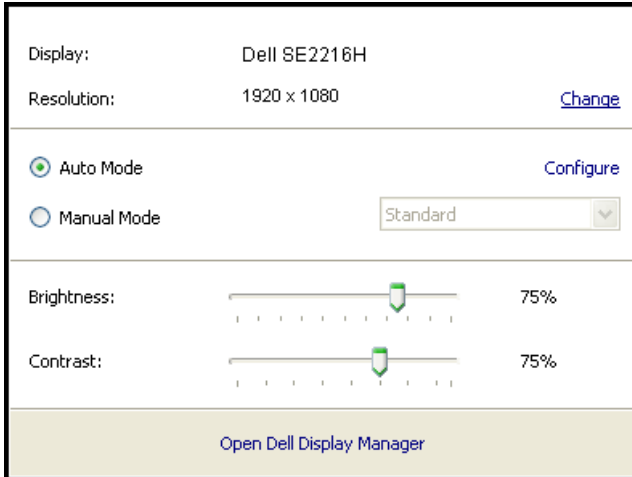 Display: Dell SE2216H
Resolution: 1920 x 1080 Change
Auto Mode Configure
Manual Mode Standard
Brightness: 75%
Contrast: 75%
Open Dell Display Manager